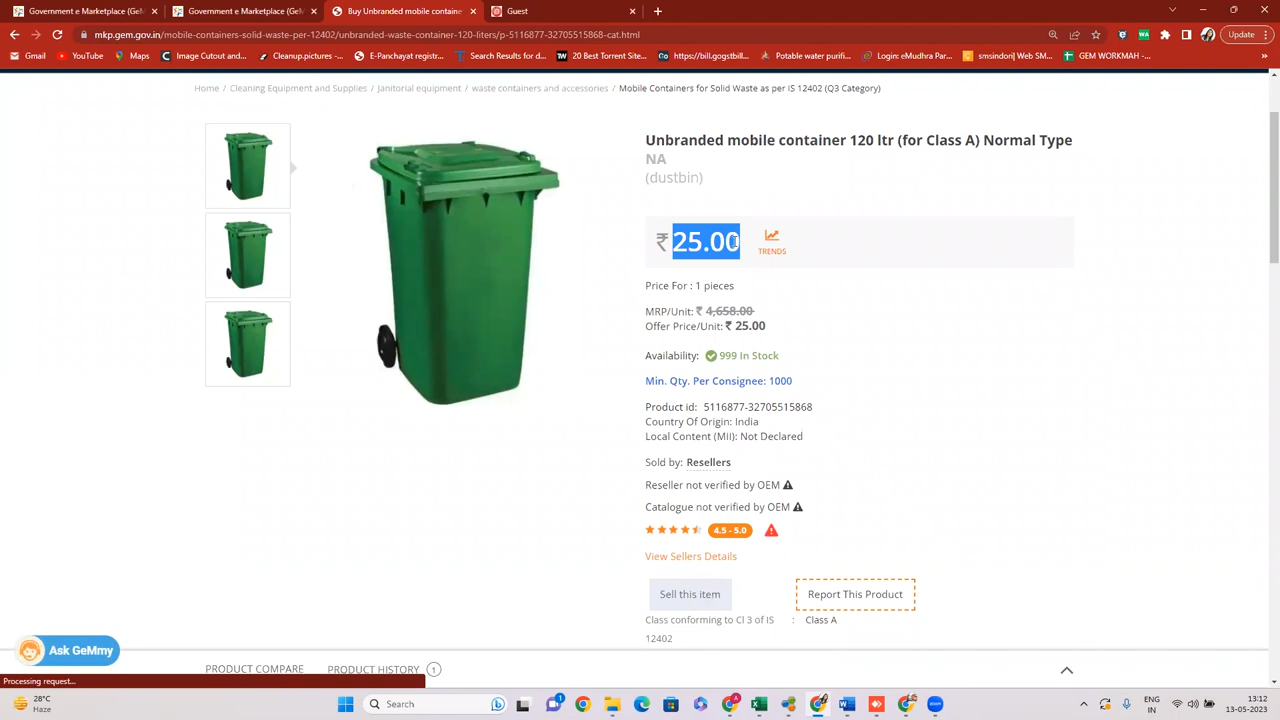 Government e Marketplace (GeM
Government e Marketplace (GeM
Buy Unbranded mobile containe
Guest
mkp.gem.gov.in/mobile-containers-solid-waste-per-12402/unbranded-waste-container-120-liters/p-5116877-32705515868-cat.html
Update
Gmail
YouTube
Maps
Image Cutout and...
Cleanup.pictures -...
E-Panchayat regist...
Torrent Search Results for d...
20 Best Torrent Site...
https://bill.gogstbill...
Potable water purifi...
Login: eMudhra Par...
smsindori| Web SM...
GEM WORKMAH -...
Home / Cleaning Equipment and Supplies / Janitorial equipment / waste containers and accessories / Mobile Containers for Solid Waste as per IS 12402 (Q3 Category)
Unbranded mobile container 120 ltr (for Class A) Normal Type
NA
(dustbin)
₹ 25.00
TRENDS
Price For : 1 pieces
MRP/Unit: ₹ 4,658.00
Offer Price/Unit: ₹ 25.00
Availability: 999 In Stock
Min. Qty. Per Consignee: 1000
Product id: 5116877-32705515868
Country Of Origin: India
Local Content (MII): Not Declared
Sold by: Resellers
Reseller not verified by OEM
Catalogue not verified by OEM
4.5 - 5.0
View Sellers Details
Sell this item
Report This Product
Class conforming to Cl 3 of IS : Class A
12402
Ask GeMmy
PRODUCT COMPARE PRODUCT HISTORY 1
Processing request...
28°C
Haze
Search
ENG
IN
13:12
13-05-2023